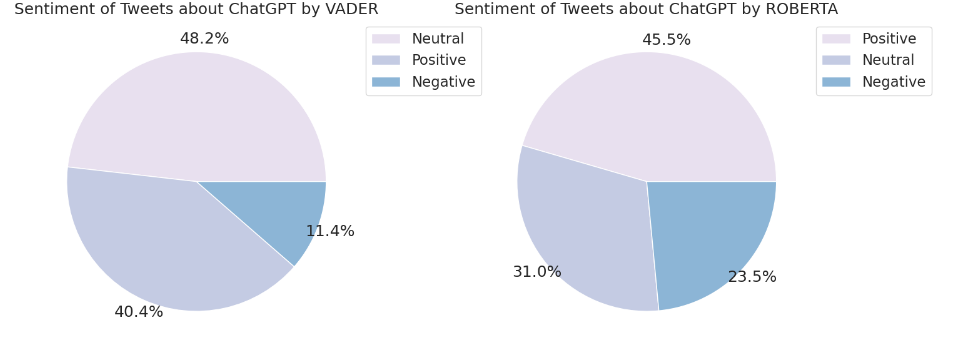 Sentiment of Tweets about ChatGPT by VADER
48.2%
Neutral
Positive
Negative
11.4%
40.4%
Sentiment of Tweets about ChatGPT by ROBERTA
45.5%
Positive
Neutral
Negative
31.0%
23.5%